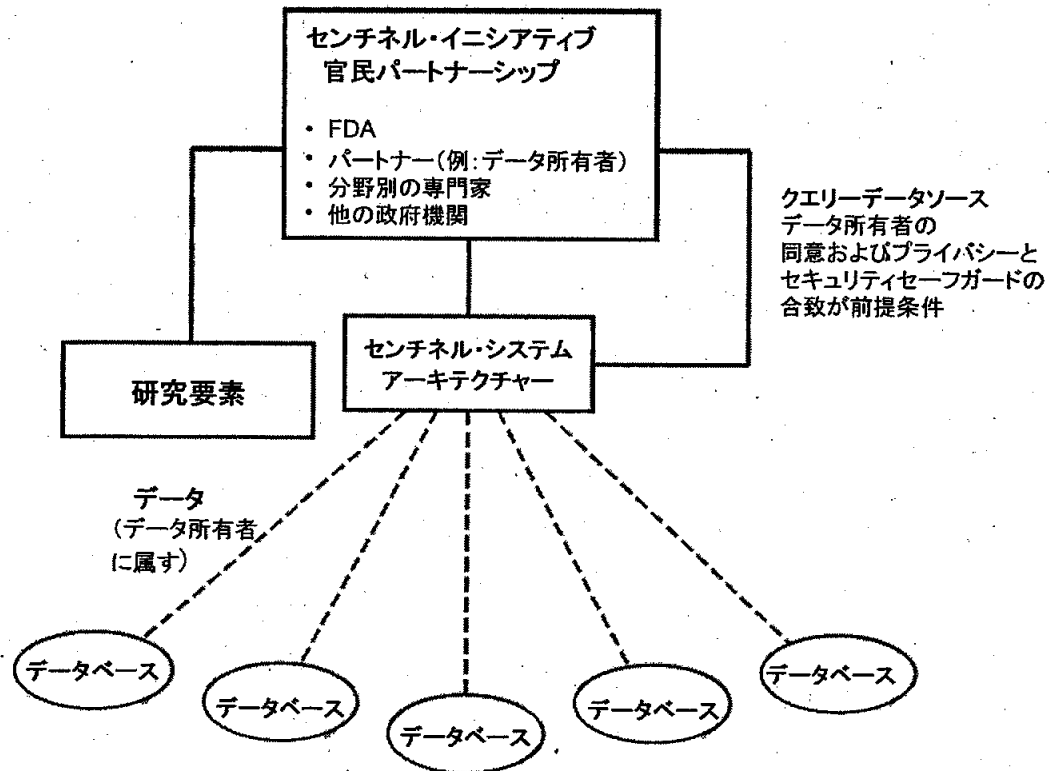 センチネル・イニシアティブ
官民パートナーシップ
・ FDA
・ パートナー(例:データ所有者)
・ 分野別の専門家
・ 他の政府機関
クエリーデータソース
データ所有者の
同意およびプライバシーと
セキュリティセーフガードの
合致が前提条件
研究要素
センチネル・システム
アーキテクチャー
データ
(データ所有者
に属す)
データベース
データベース
データベース
データベース
データベース